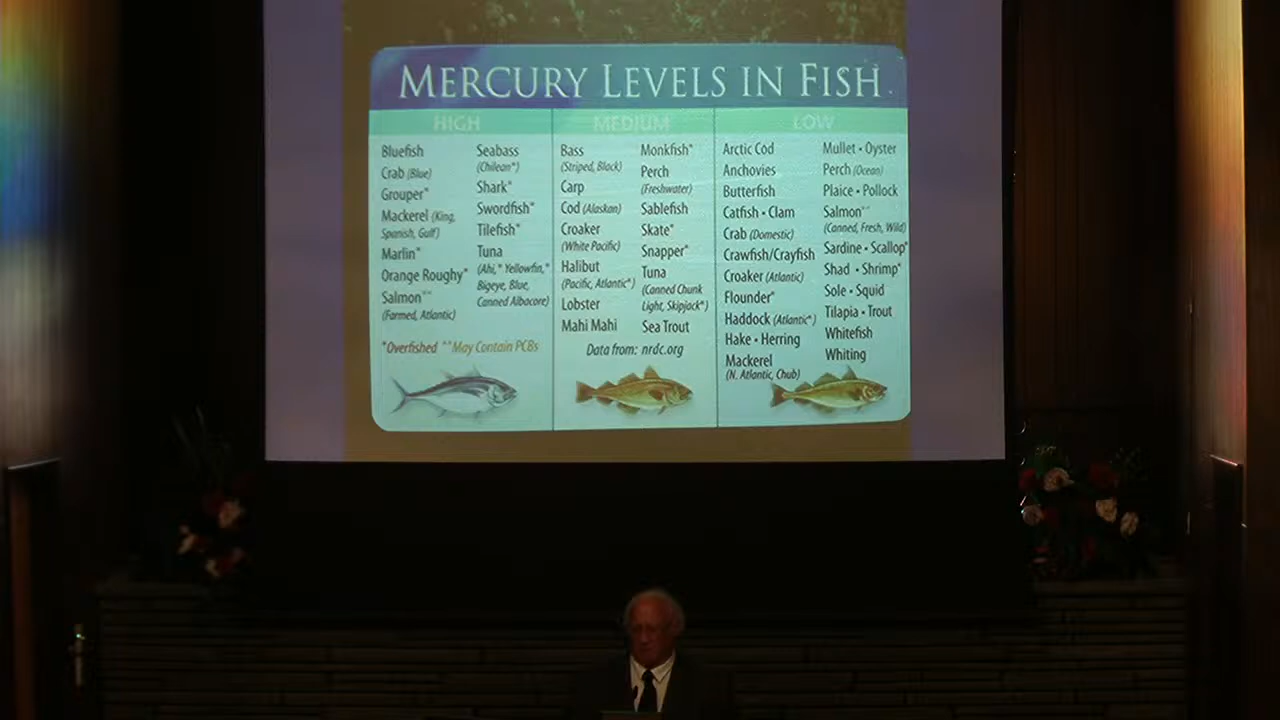 MERCURY LEVELS IN FISH
HIGH
Bluefish
Crab (Blue)
Grouper*
Mackerel (King,
Spanish, Gulf)
Marlin*
Orange Roughy*
Salmon**
(Farmed, Atlantic)
Seabass
(Chilean*)
Shark*
Swordfish*
Tilefish*
Tuna
(Ahi,* Yellowfin,*
Bigeye, Blue,
Canned Albacore)
*Overfished **May Contain PCBs
MEDIUM
Bass
(Striped, Black)
Carp
Cod (Alaskan)
Croaker
(White Pacific)
Halibut
(Pacific, Atlantic*)
Lobster
Mahi Mahi
Monkfish*
Perch
(Freshwater)
Sablefish
Skate*
Snapper*
Tuna
(Canned Chunk
Light, Skipjack*)
Sea Trout
Data from: nrdc.org
LOW
Arctic Cod
Anchovies
Butterfish
Catfish • Clam
Crab (Domestic)
Crawfish/Crayfish
Croaker (Atlantic)
Flounder*
Haddock (Atlantic*)
Hake • Herring
Mackerel
(N. Atlantic, Chub)
Mullet • Oyster
Perch (Ocean)
Plaice • Pollock
Salmon**
(Canned, Fresh, Wild)
Sardine • Scallop*
Shad • Shrimp*
Sole • Squid
Tilapia • Trout
Whitefish
Whiting